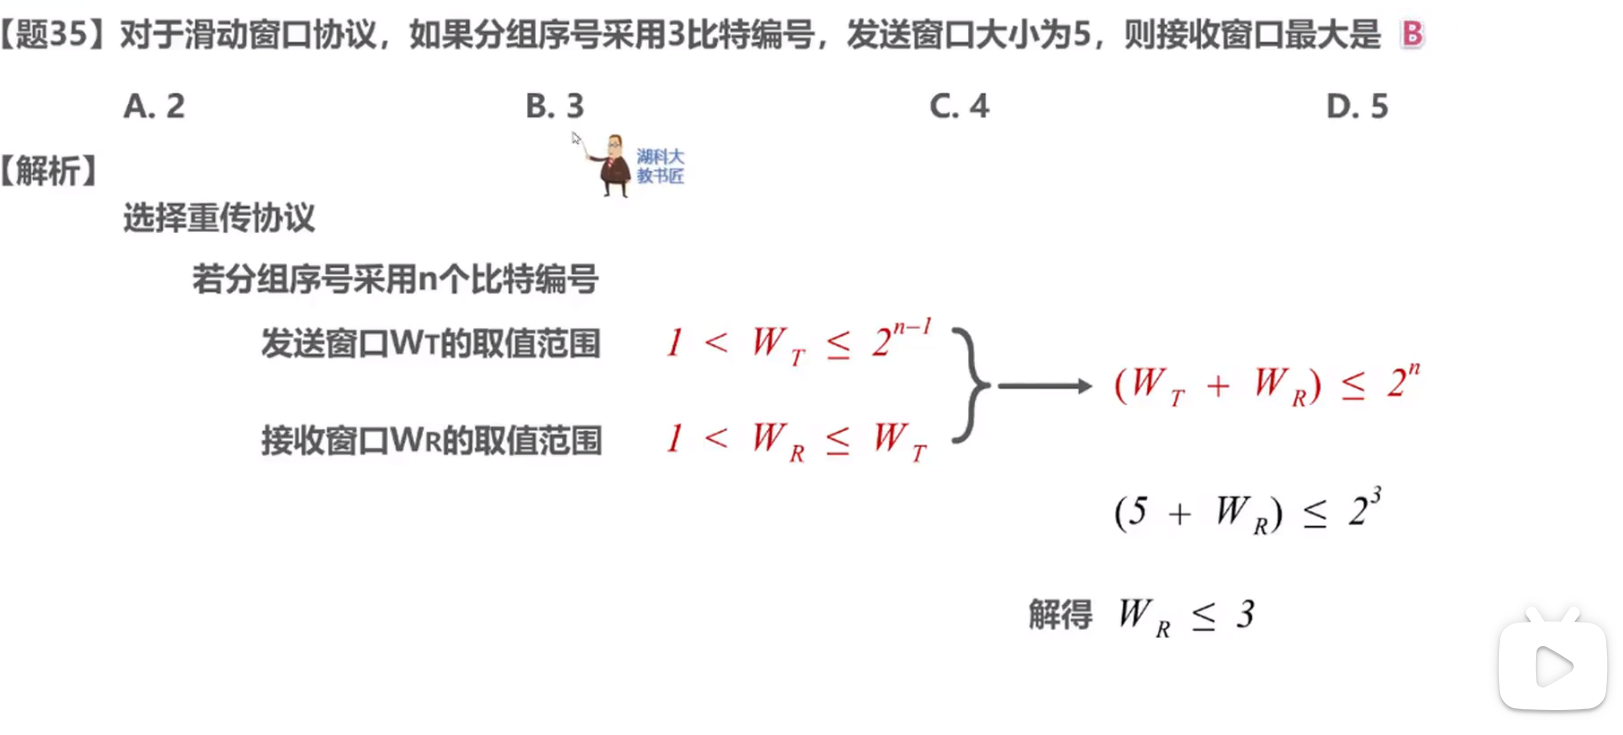 【题35】对于滑动窗口协议，如果分组序号采用3比特编号，发送窗口大小为5，则接收窗口最大是 B
A. 2 B. 3 C. 4 D. 5
湖科大
教书匠
【解析】
选择重传协议
若分组序号采用n个比特编号
发送窗口WT的取值范围 1 < W_T ≤ 2^{n-1}
(W_T + W_R) ≤ 2^n
接收窗口WR的取值范围 1 < W_R ≤ W_T
(5 + W_R) ≤ 2^3
解得 W_R ≤ 3